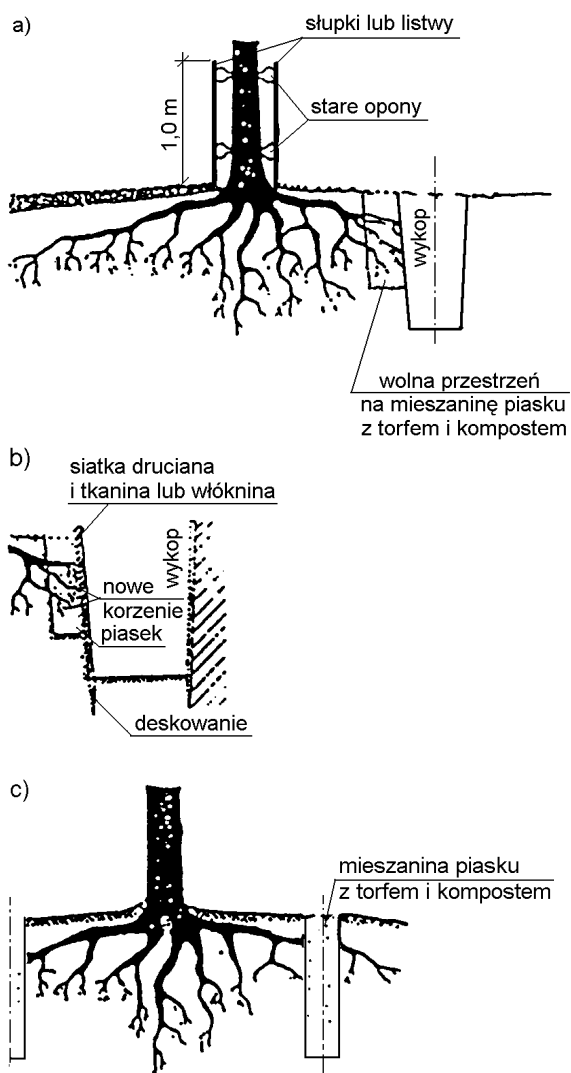 a)
słupki lub listwy
1,0 m
stare opony
wykop
wolna przestrzeń
na mieszaninę piasku
z torfem i kompostem
b)
siatka druciana
i tkanina lub włóknina
wykop
nowe
korzenie
piasek
deskowanie
c)
mieszanina piasku
z torfem i kompostem